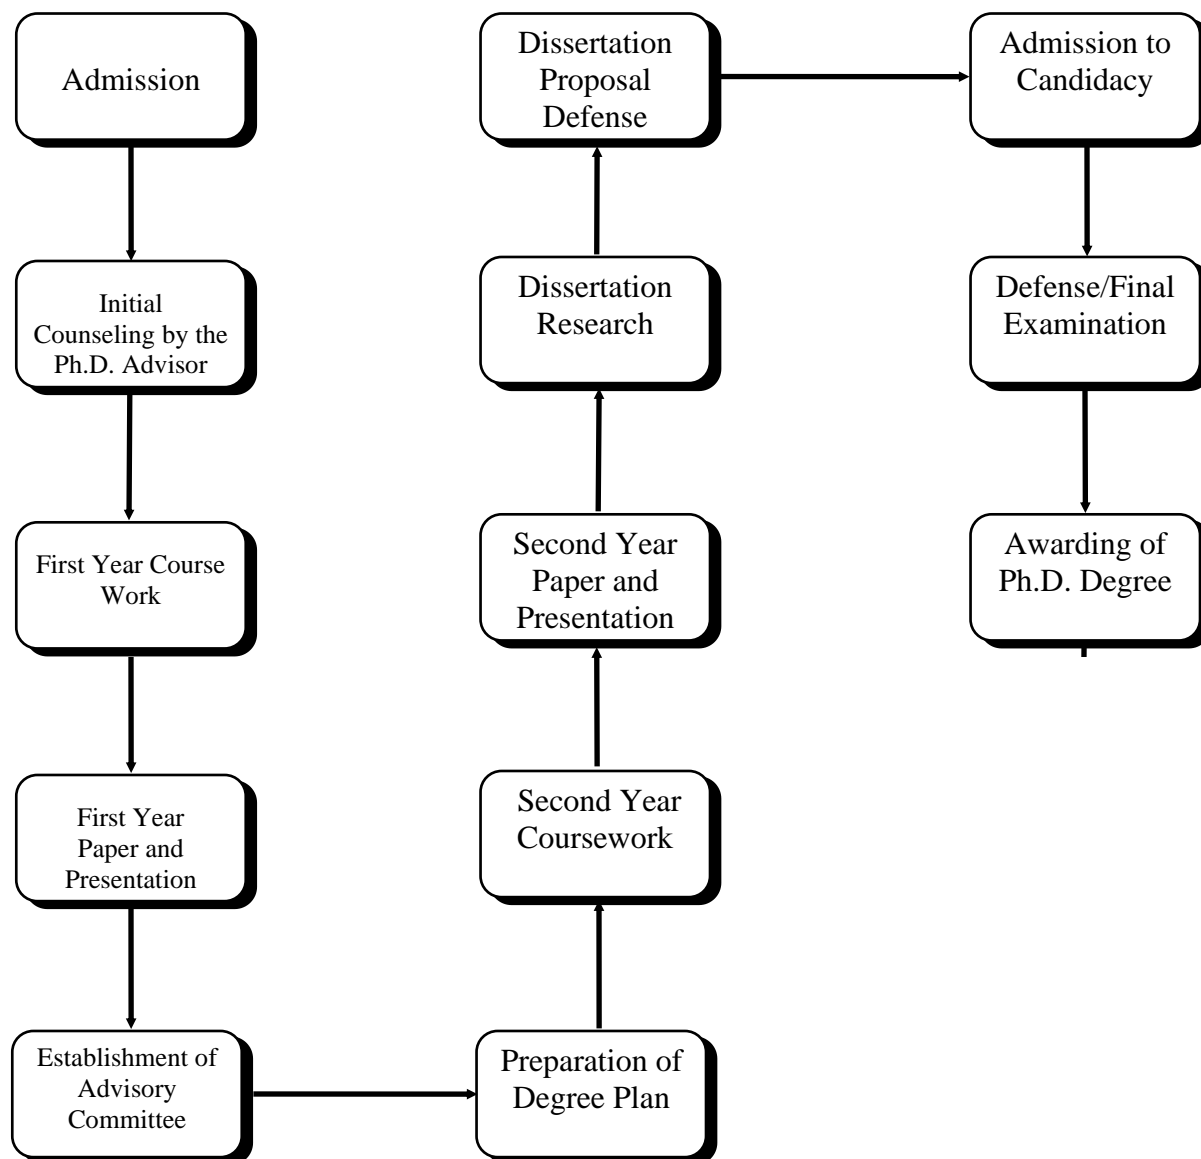 Admission
Initial
Counseling by the
Ph.D. Advisor
First Year Course
Work
First Year
Paper and
Presentation
Establishment of
Advisory
Committee
Preparation of
Degree Plan
Second Year
Coursework
Second Year
Paper and
Presentation
Dissertation
Research
Dissertation
Proposal
Defense
Admission to
Candidacy
Defense/Final
Examination
Awarding of
Ph.D. Degree